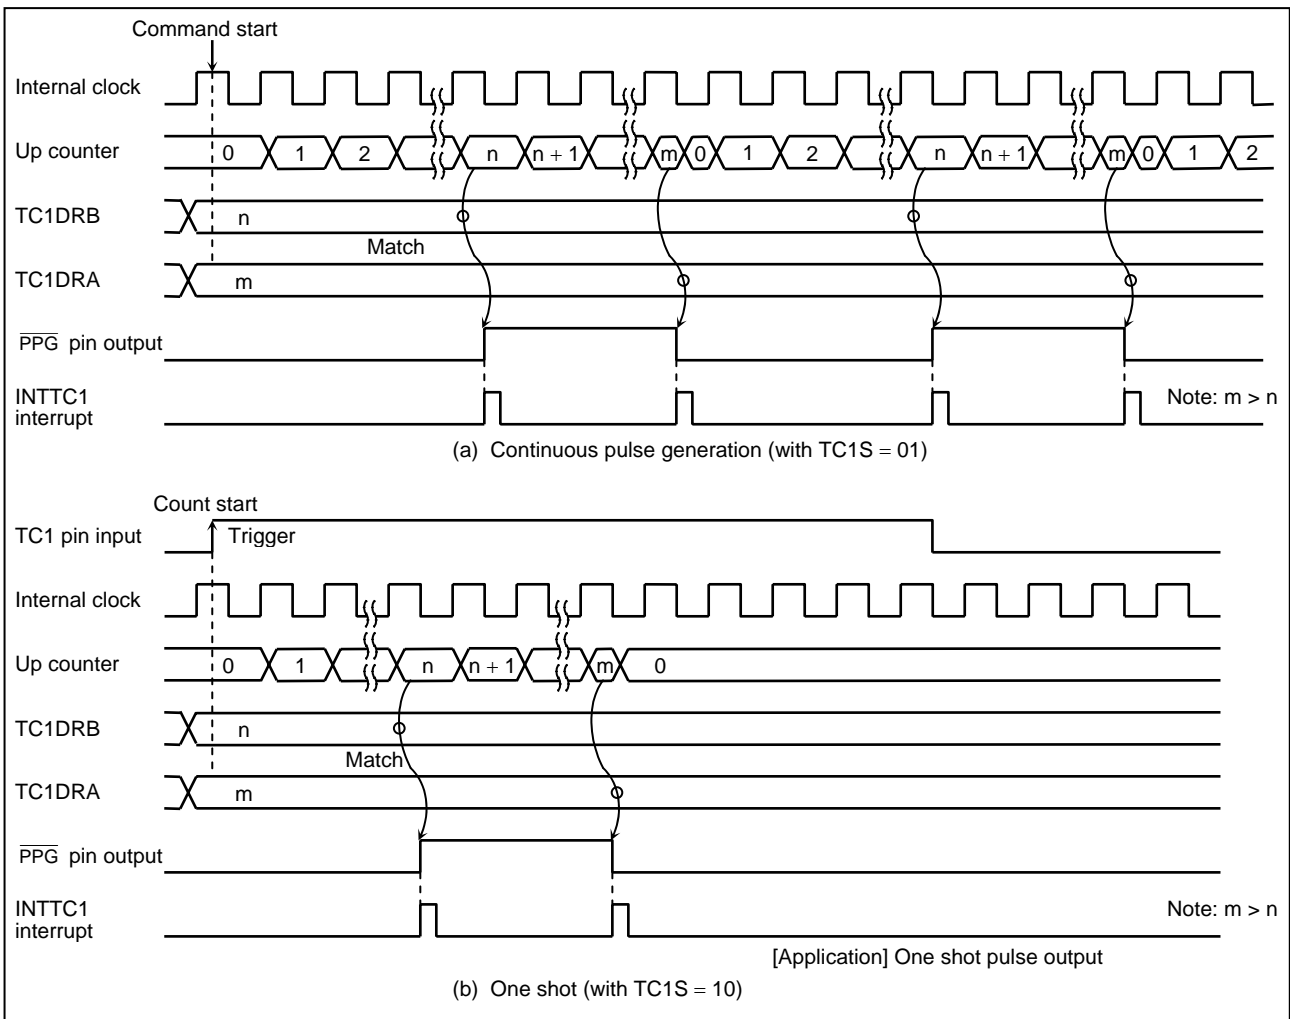 Command start
Internal clock
Up counter 0 1 2 n n + 1 m 0 1 2 n n + 1 m 0 1 2
TC1DRB n
Match
TC1DRA m
PPG pin output
INTTC1
interrupt
Note: m > n
(a) Continuous pulse generation (with TC1S = 01)
Count start
TC1 pin input Trigger
Internal clock
Up counter 0 1 n n + 1 m 0
TC1DRB n
Match
TC1DRA m
PPG pin output
INTTC1
interrupt
Note: m > n
[Application] One shot pulse output
(b) One shot (with TC1S = 10)